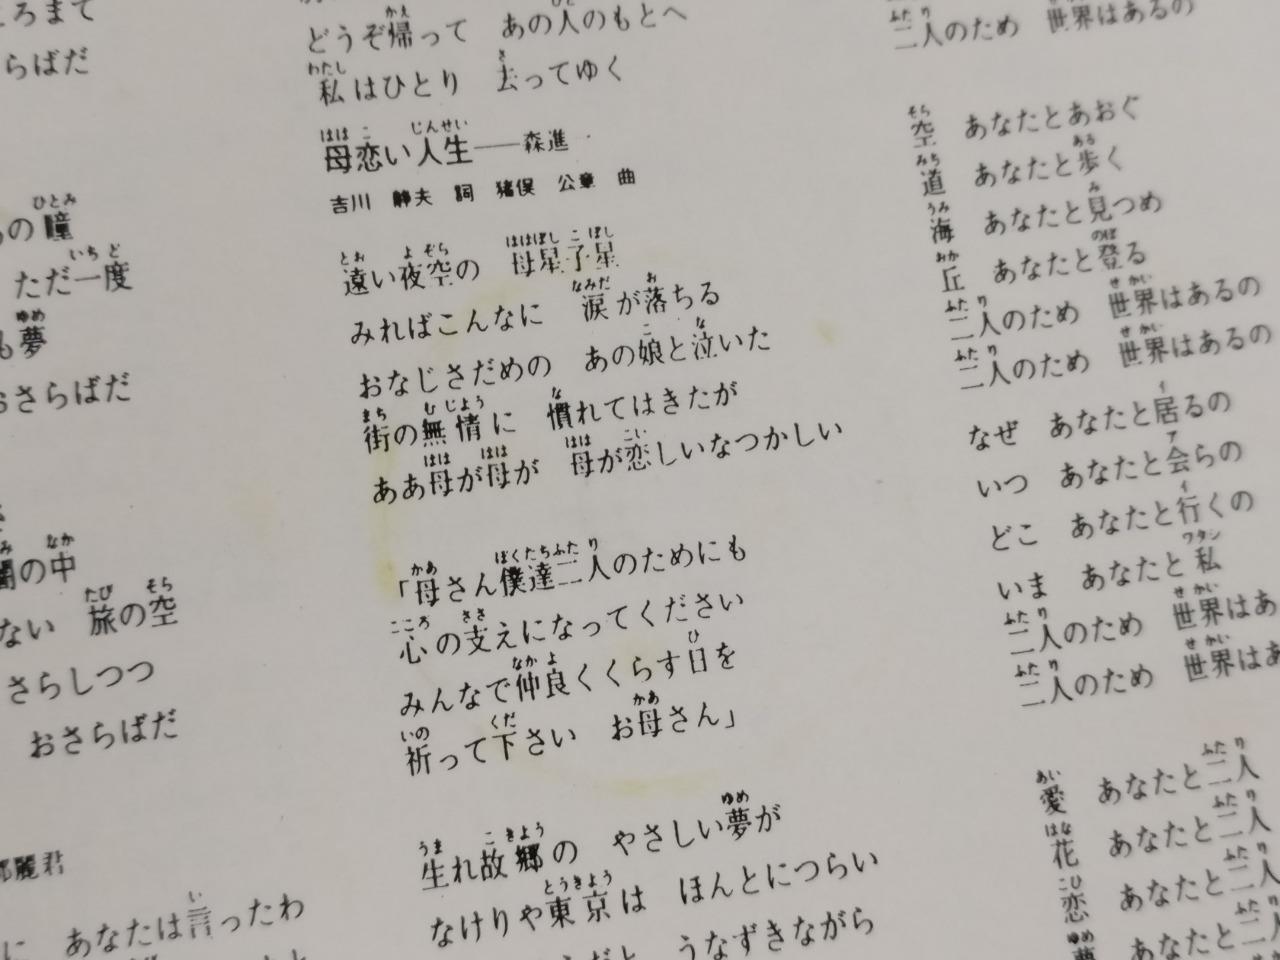 ろまで
らばだ
の瞳
ただ一度
も夢
おさらばだ
の中
ない　旅の空
さらしつつ
おさらばだ
麗君
に　あなたは言ったわ
どうぞ帰って　あの人のもとへ
私はひとり　去ってゆく
母恋い人生──森進
吉川　静夫　詞　猪俣　公章　曲
遠い夜空の　母星子星
みればこんなに　涙が落ちる
おなじさだめの　あの娘と泣いた
街の無情に　慣れてはきたが
ああ母が母が　母が恋しいなつかしい
「母さん僕達二人のためにも
心の支えになってください
みんなで仲良くくらす日を
祈って下さい　お母さん」
生れ故郷の　やさしい夢が
なけりゃ東京は　ほんとにつらい
うなずきながら
二人のため　世界はあるの
空　あなたとあおぐ
道　あなたと歩く
海　あなたと見つめ
丘　あなたと登る
二人のため　世界はあるの
二人のため　世界はあるの
なぜ　あなたと居るの
いつ　あなたと会らの
どこ　あなたと行くの
いま　あなたと私
二人のため　世界はあ
二人のため　世界はあ
愛　あなたと二人
花　あなたと二人
恋　あなたと二人
夢　あなたと二